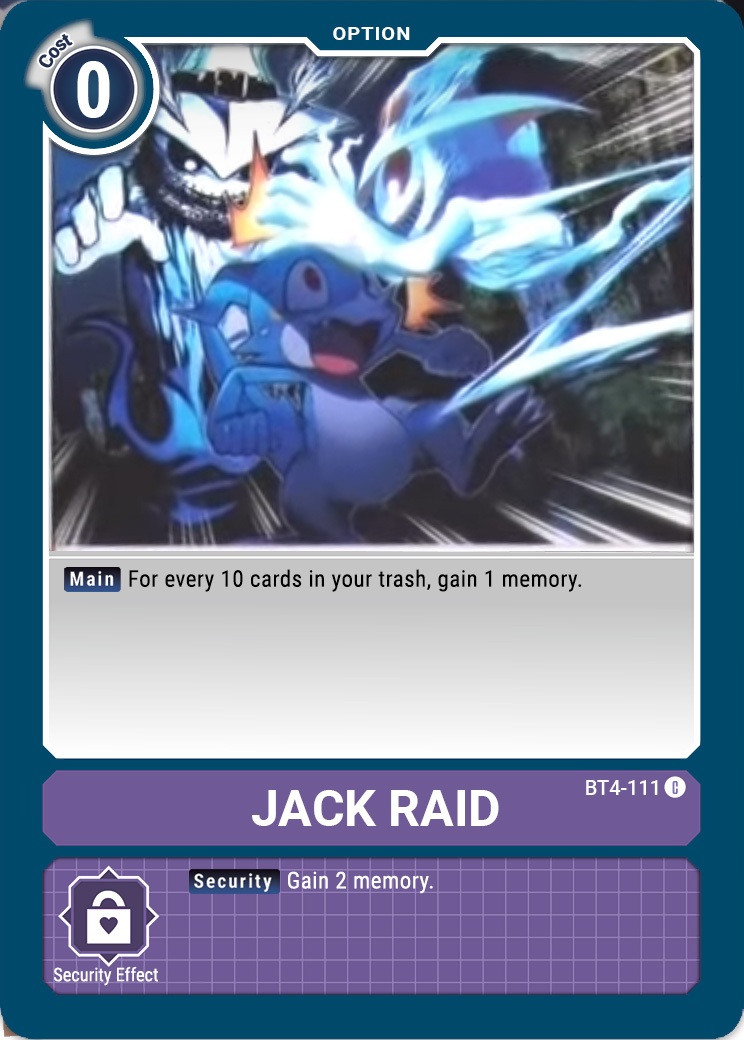 OPTION
Cost
0
Main For every 10 cards in your trash, gain 1 memory.
BT4-111 C
JACK RAID
Security Gain 2 memory.
Security Effect